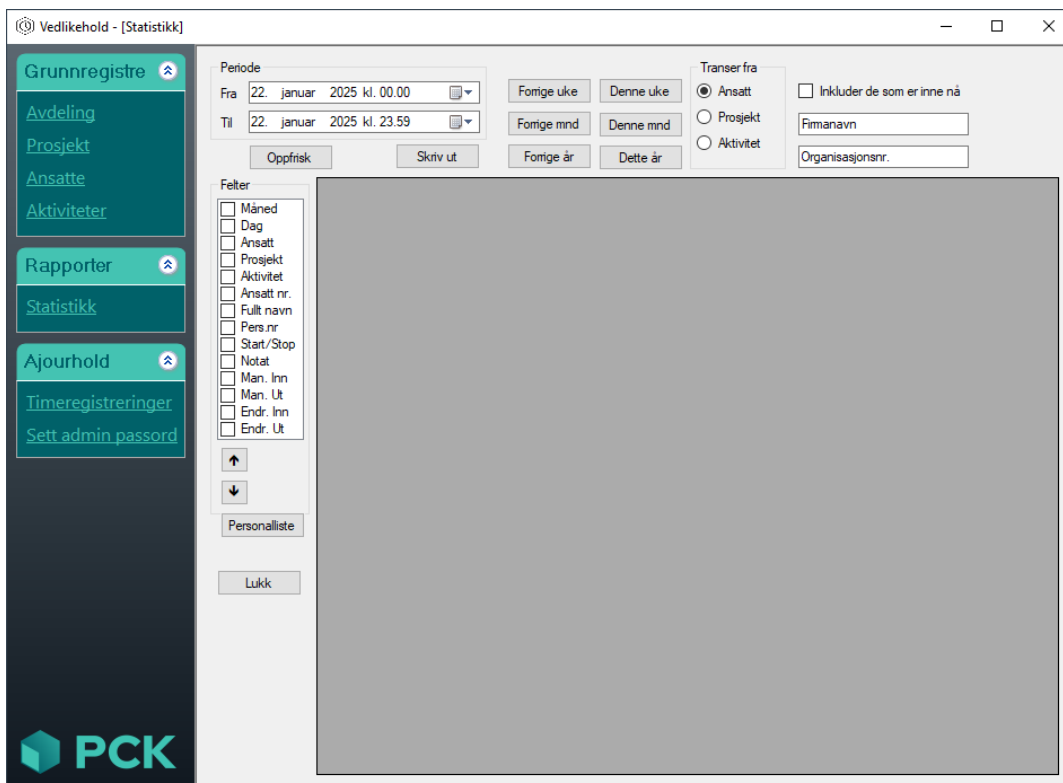 Vedlikehold - [Statistikk]
Grunnregistre
Avdeling
Prosjekt
Ansatte
Aktiviteter
Rapporter
Statistikk
Ajourhold
Timeregistreringer
Sett admin passord
PCK
Periode
Fra 22. januar 2025 kl. 00.00
Til 22. januar 2025 kl. 23.59
Oppfrisk Skriv ut
Forrige uke Denne uke
Forrige mnd Denne mnd
Forrige år Dette år
Transer fra
Ansatt
Prosjekt
Aktivitet
Inkluder de som er inne nå
Firmanavn
Organisasjonsnr.
Felter
Måned
Dag
Ansatt
Prosjekt
Aktivitet
Ansatt nr.
Fullt navn
Pers.nr
Start/Stop
Notat
Man. Inn
Man. Ut
Endr. Inn
Endr. Ut
Personalliste
Lukk